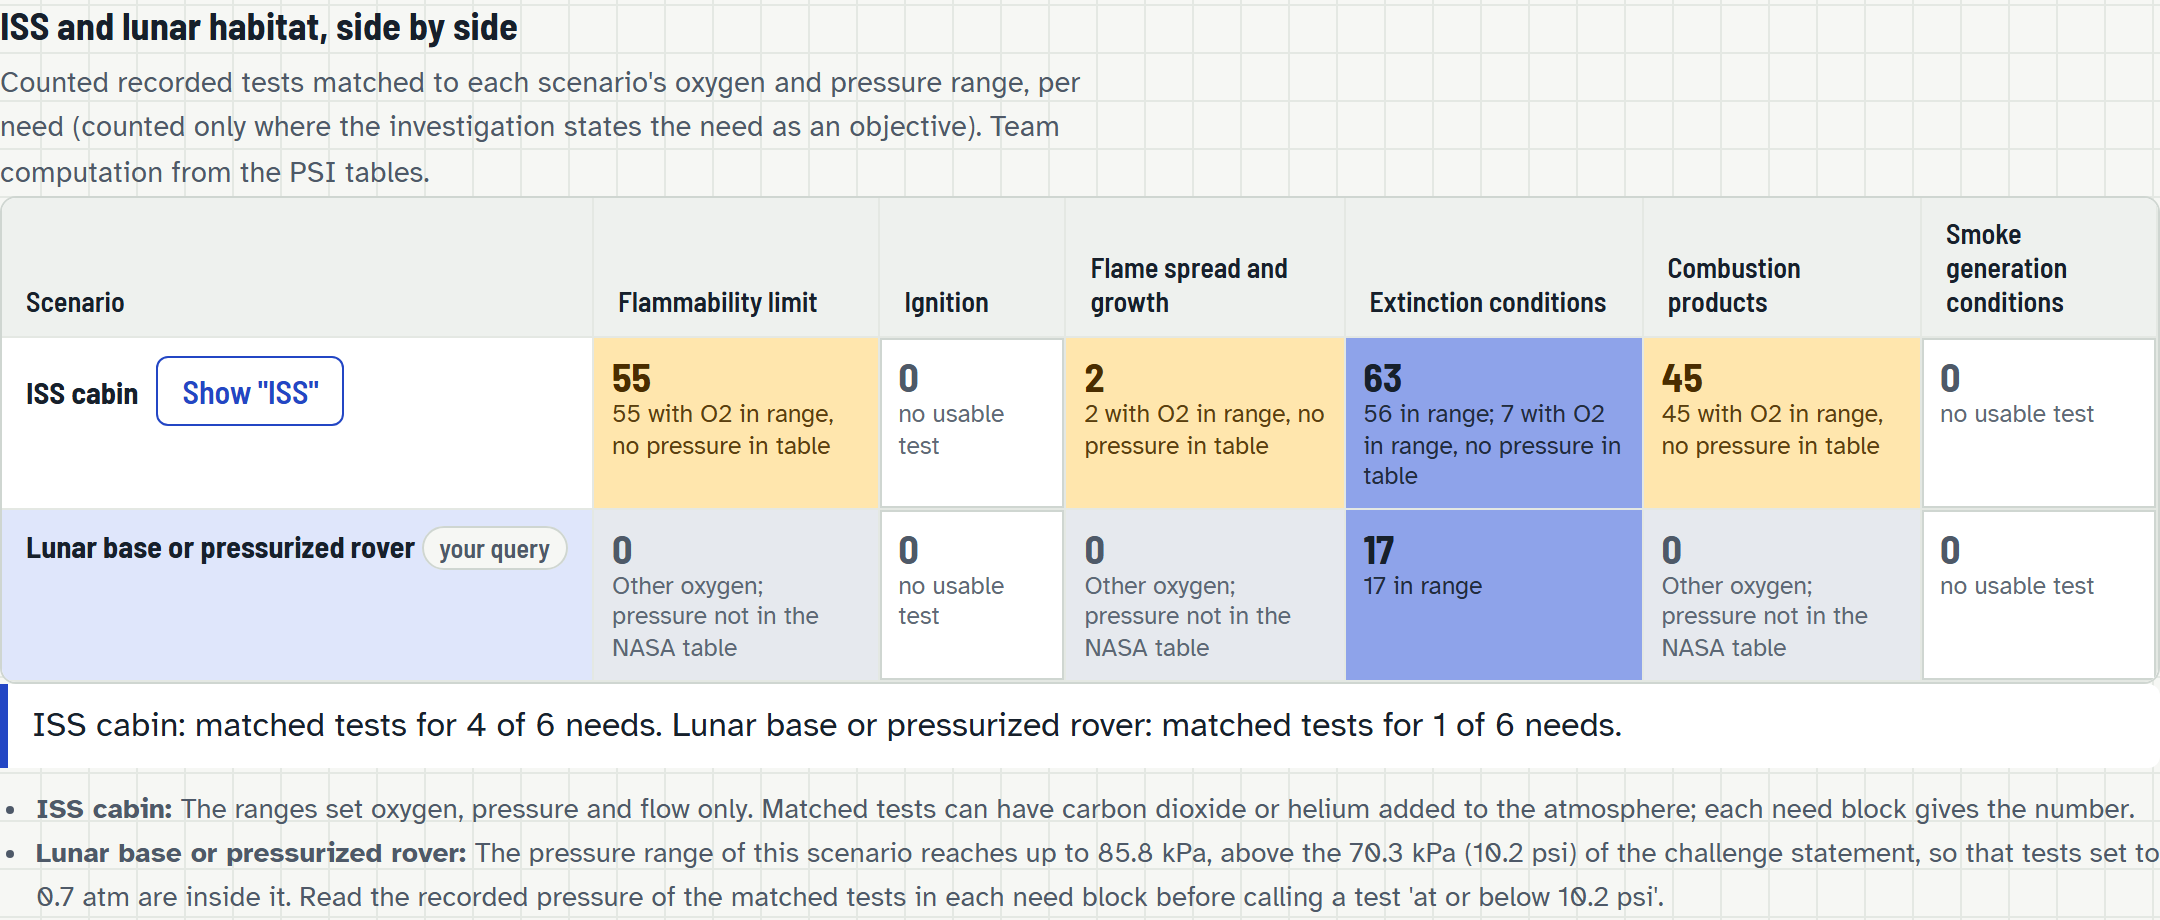 ISS and lunar habitat, side by side
Counted recorded tests matched to each scenario's oxygen and pressure range, per
need (counted only where the investigation states the need as an objective). Team
computation from the PSI tables.
Scenario
Flammability limit
Ignition
Flame spread and
growth
Extinction conditions
Combustion
products
Smoke
generation
conditions
ISS cabin
Show "ISS"
55
55 with O2 in range,
no pressure in table
0
no usable
test
2
2 with O2 in range, no
pressure in table
63
56 in range; 7 with O2
in range, no pressure in
table
45
45 with O2 in range,
no pressure in table
0
no usable test
Lunar base or pressurized rover
your query
0
Other oxygen;
pressure not in the
NASA table
0
no usable
test
0
Other oxygen;
pressure not in the
NASA table
17
17 in range
0
Other oxygen;
pressure not in the
NASA table
0
no usable test
ISS cabin: matched tests for 4 of 6 needs. Lunar base or pressurized rover: matched tests for 1 of 6 needs.
• ISS cabin: The ranges set oxygen, pressure and flow only. Matched tests can have carbon dioxide or helium added to the atmosphere; each need block gives the number.
• Lunar base or pressurized rover: The pressure range of this scenario reaches up to 85.8 kPa, above the 70.3 kPa (10.2 psi) of the challenge statement, so that tests set to
0.7 atm are inside it. Read the recorded pressure of the matched tests in each need block before calling a test 'at or below 10.2 psi'.